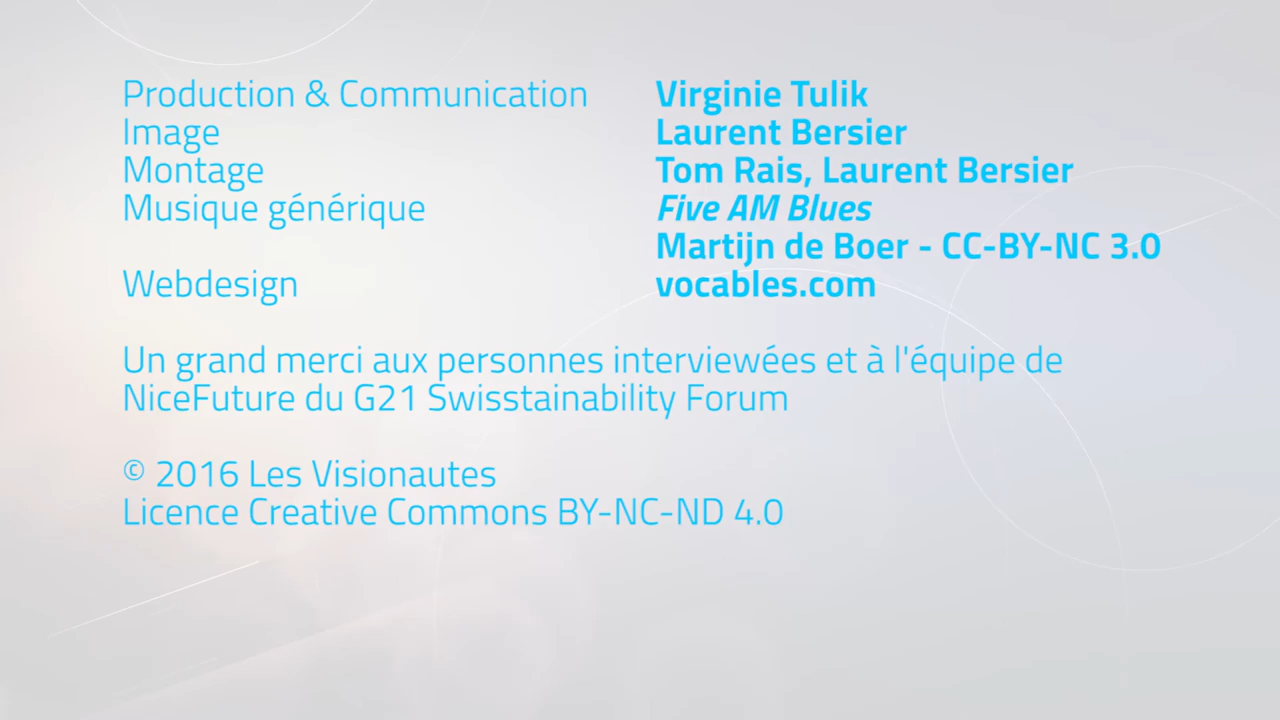 Production & Communication Virginie Tulik
Image Laurent Bersier
Montage Tom Rais, Laurent Bersier
Musique générique Five AM Blues
Martijn de Boer - CC-BY-NC 3.0
Webdesign vocables.com
Un grand merci aux personnes interviewées et à l'équipe de
NiceFuture du G21 Swisstainability Forum
© 2016 Les Visionautes
Licence Creative Commons BY-NC-ND 4.0